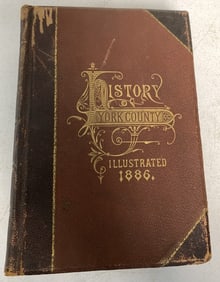 HISTORY
OF
YORK COUNTY
ILLUSTRATED
1886.